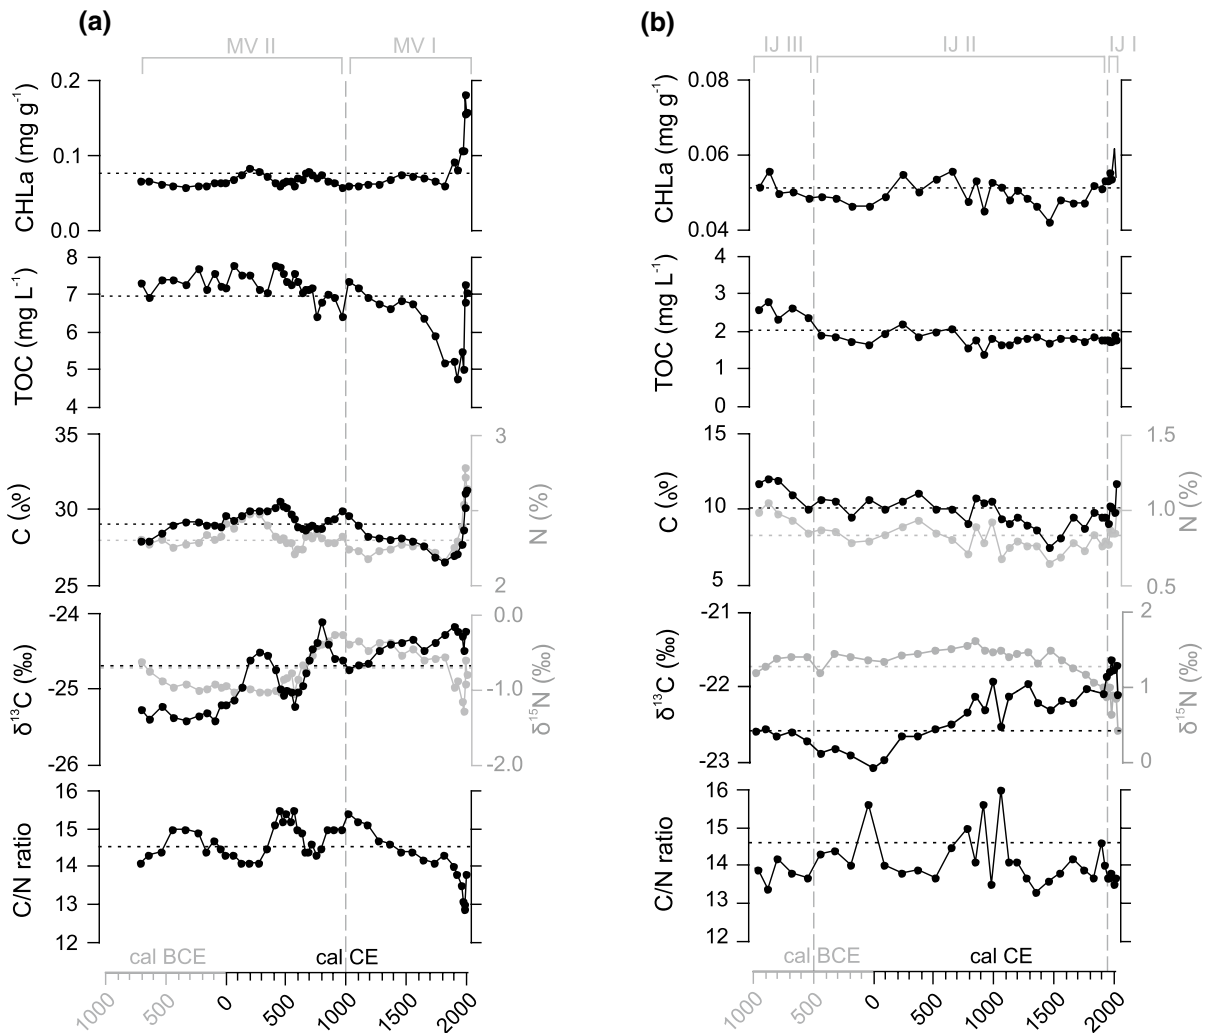 (a)
MV II
MV I
0.2
0.1
0.0
CHLa (mg g-1)
8
7
6
5
4
TOC (mg L-1)
35
30
25
C (%)
3
2
N (%)
-24
-25
-26
δ13C (‰)
0.0
-1.0
-2.0
δ15N (‰)
16
15
14
13
12
C/N ratio
cal BCE
cal CE
1000
500
0
500
1000
1500
2000
(b)
IJ III
IJ II
IJ I
0.08
0.06
0.04
CHLa (mg g-1)
4
3
2
1
0
TOC (mg L-1)
15
10
5
C (%)
1.5
1.0
0.5
N (%)
-21
-22
-23
δ13C (‰)
2
1
0
δ15N (‰)
16
15
14
13
12
C/N ratio
cal BCE
cal CE
1000
500
0
500
1000
1500
2000